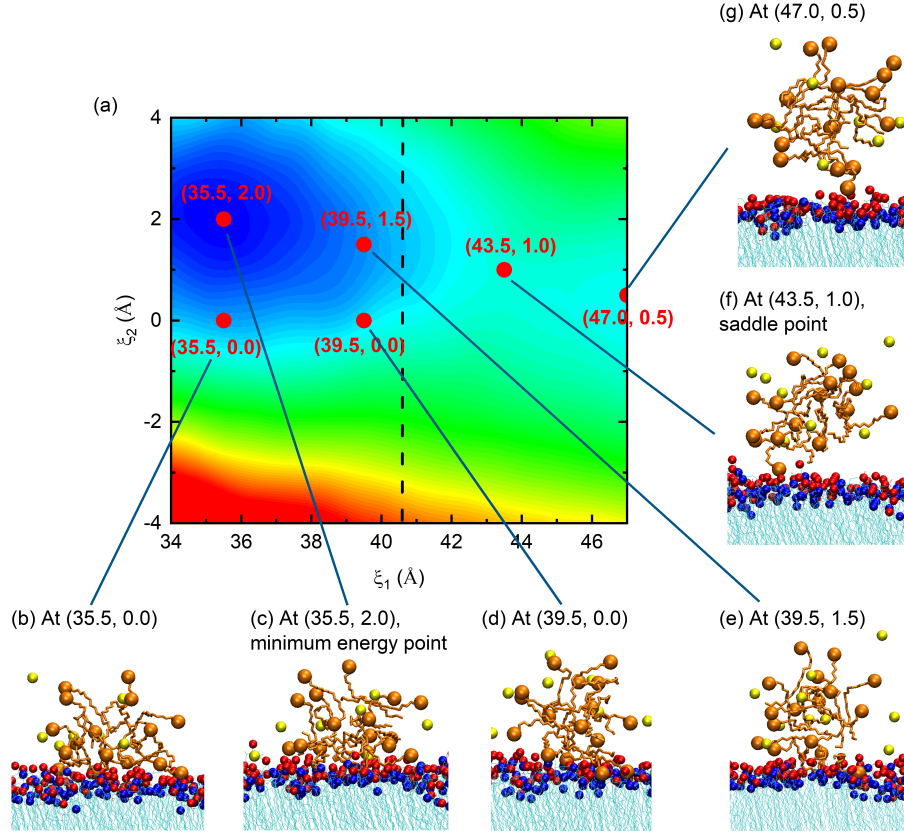 (g) At (47.0, 0.5)
(a)
4
2
0
-2
-4
ξ2 (Å)
(35.5, 2.0)
(39.5, 1.5)
(43.5, 1.0)
(47.0, 0.5)
(35.5, 0.0)
(39.5, 0.0)
34
36
38
40
42
44
46
ξ1 (Å)
(f) At (43.5, 1.0),
saddle point
(b) At (35.5, 0.0)
(c) At (35.5, 2.0),
minimum energy point
(d) At (39.5, 0.0)
(e) At (39.5, 1.5)